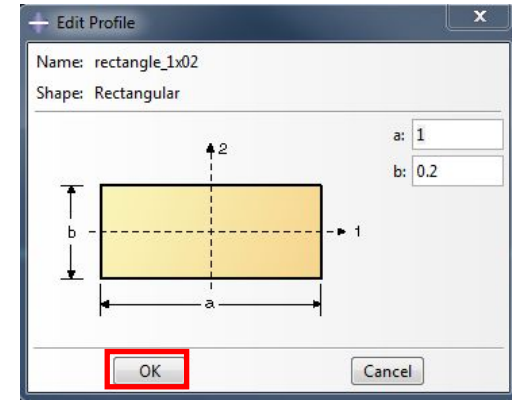 Edit Profile
X
Name: rectangle_1x02
Shape: Rectangular
a: 1
b: 0.2
2
b
1
a
OK
Cancel